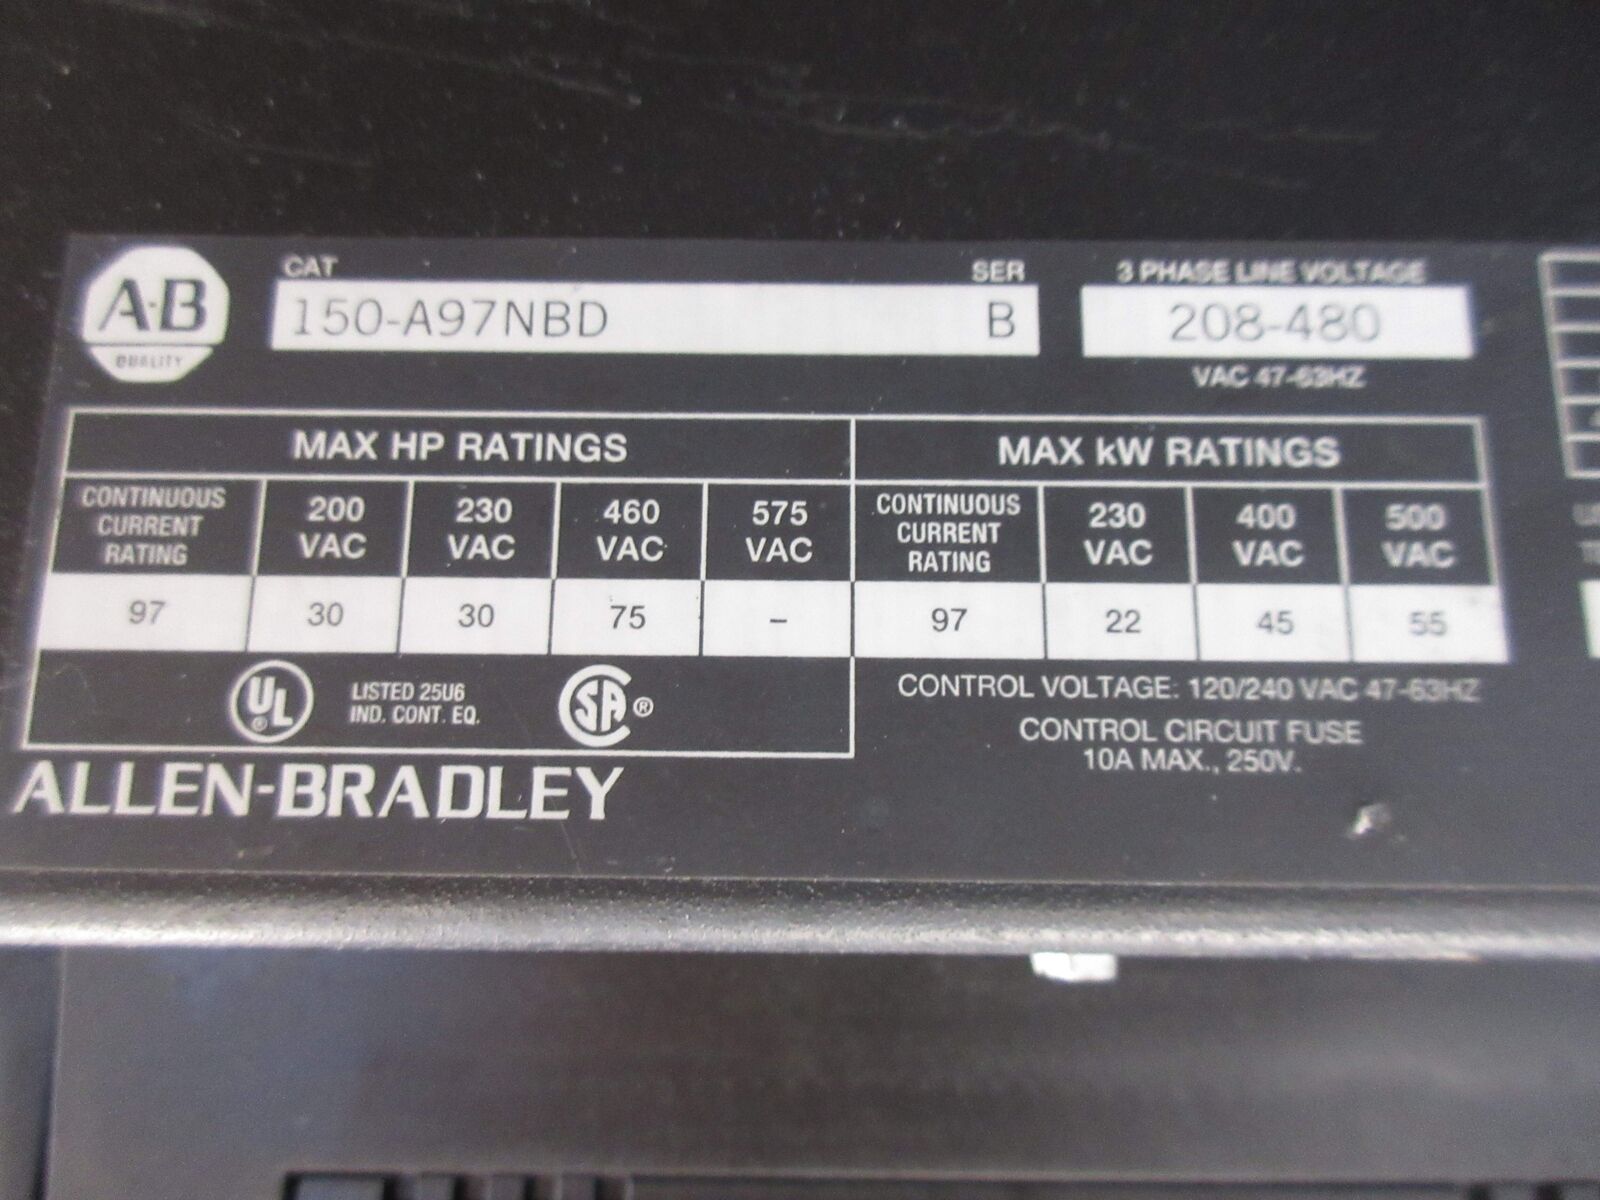 A-B
QUALITY
CAT
SER
3 PHASE LINE VOLTAGE
150-A97NBD
B
208-480
VAC 47-63HZ
MAX HP RATINGS
MAX kW RATINGS
CONTINUOUS CURRENT RATING
200 VAC
230 VAC
460 VAC
575 VAC
CONTINUOUS CURRENT RATING
230 VAC
400 VAC
500 VAC
97
30
30
75
-
97
22
45
55
UL®
LISTED 25U6
IND. CONT. EQ.
SA®
CONTROL VOLTAGE: 120/240 VAC 47-63HZ
CONTROL CIRCUIT FUSE
10A MAX., 250V.
ALLEN-BRADLEY